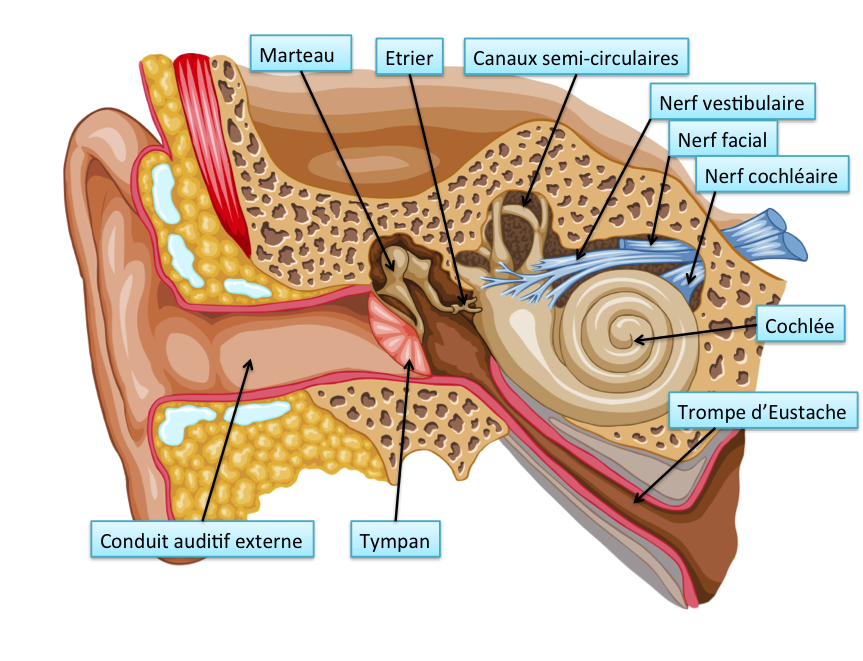 Marteau
Etrier
Canaux semi-circulaires
Nerf vestibulaire
Nerf facial
Nerf cochléaire
Cochlée
Trompe d'Eustache
Conduit auditif externe
Tympan